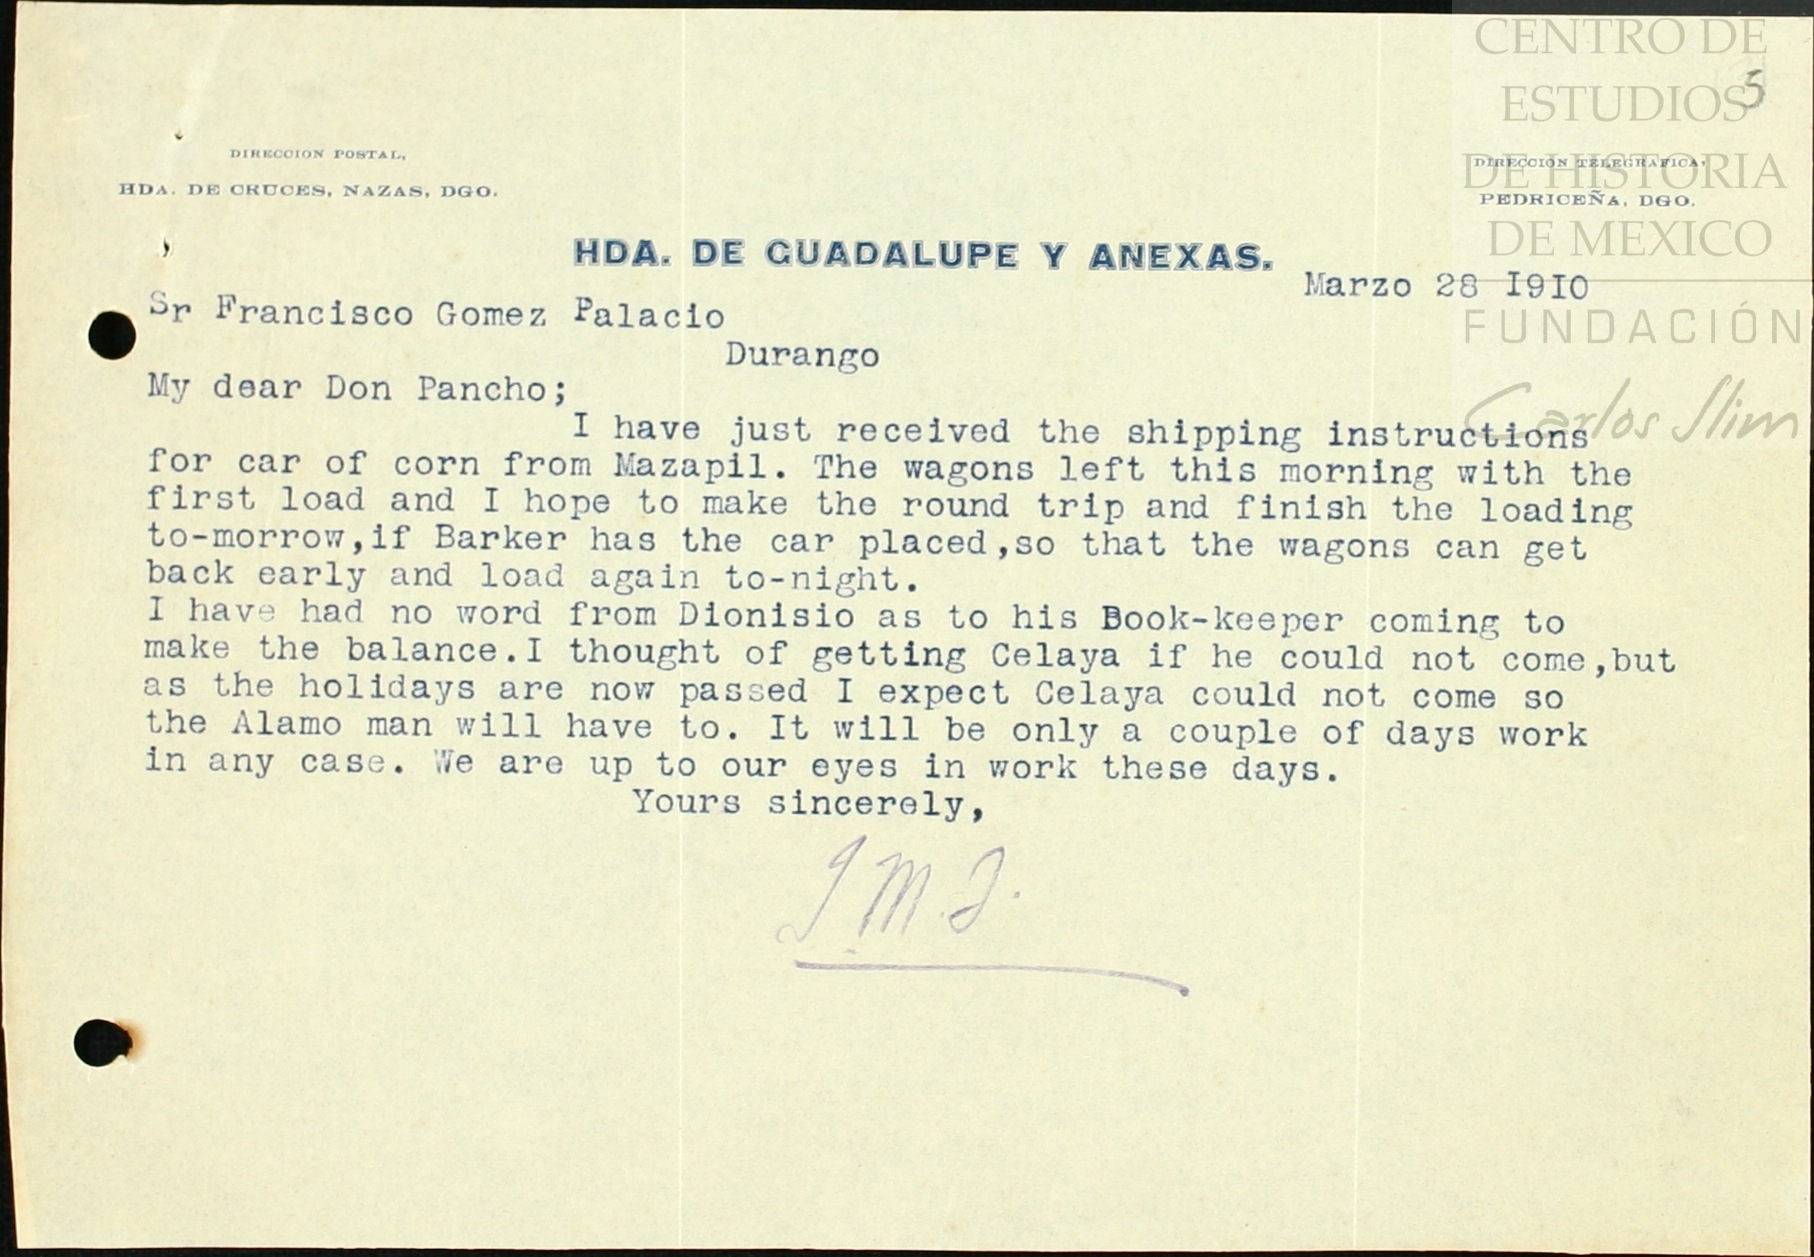 CENTRO DE
ESTUDIOS
DE HISTORIA
DE MEXICO
FUNDACIÓN
Carlos Slim
5
DIRECCION POSTAL,
HDA. DE CRUCES, NAZAS, DGO.
DIRECCION TELEGRAFICA,
PEDRICEÑA, DGO.
HDA. DE GUADALUPE Y ANEXAS.
Marzo 28 1910
Sr Francisco Gomez Palacio
Durango
My dear Don Pancho;
I have just received the shipping instructions
for car of corn from Mazapil. The wagons left this morning with the
first load and I hope to make the round trip and finish the loading
to-morrow,if Barker has the car placed,so that the wagons can get
back early and load again to-night.
I have had no word from Dionisio as to his Book-keeper coming to
make the balance.I thought of getting Celaya if he could not come,but
as the holidays are now passed I expect Celaya could not come so
the Alamo man will have to. It will be only a couple of days work
in any case. We are up to our eyes in work these days.
Yours sincerely,